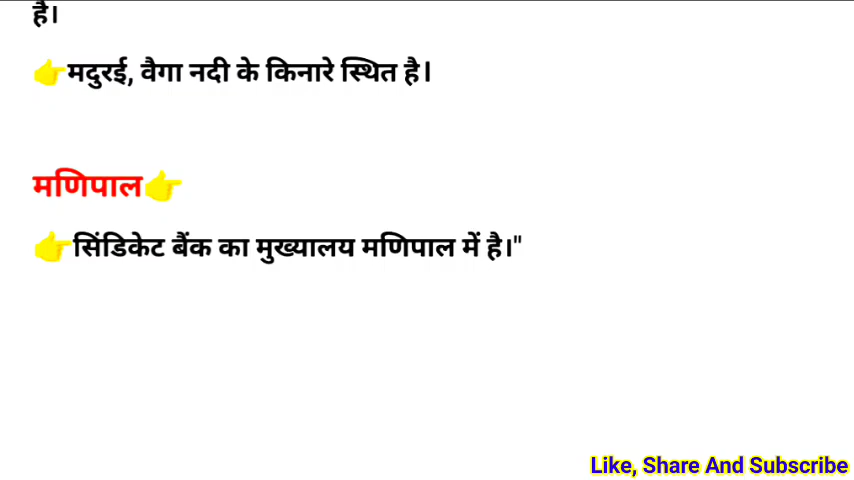 है।
👉मदुरई, वैगा नदी के किनारे स्थित है।
मणिपाल👉
👉सिंडिकेट बैंक का मुख्यालय मणिपाल में है।"
Like, Share And Subscribe